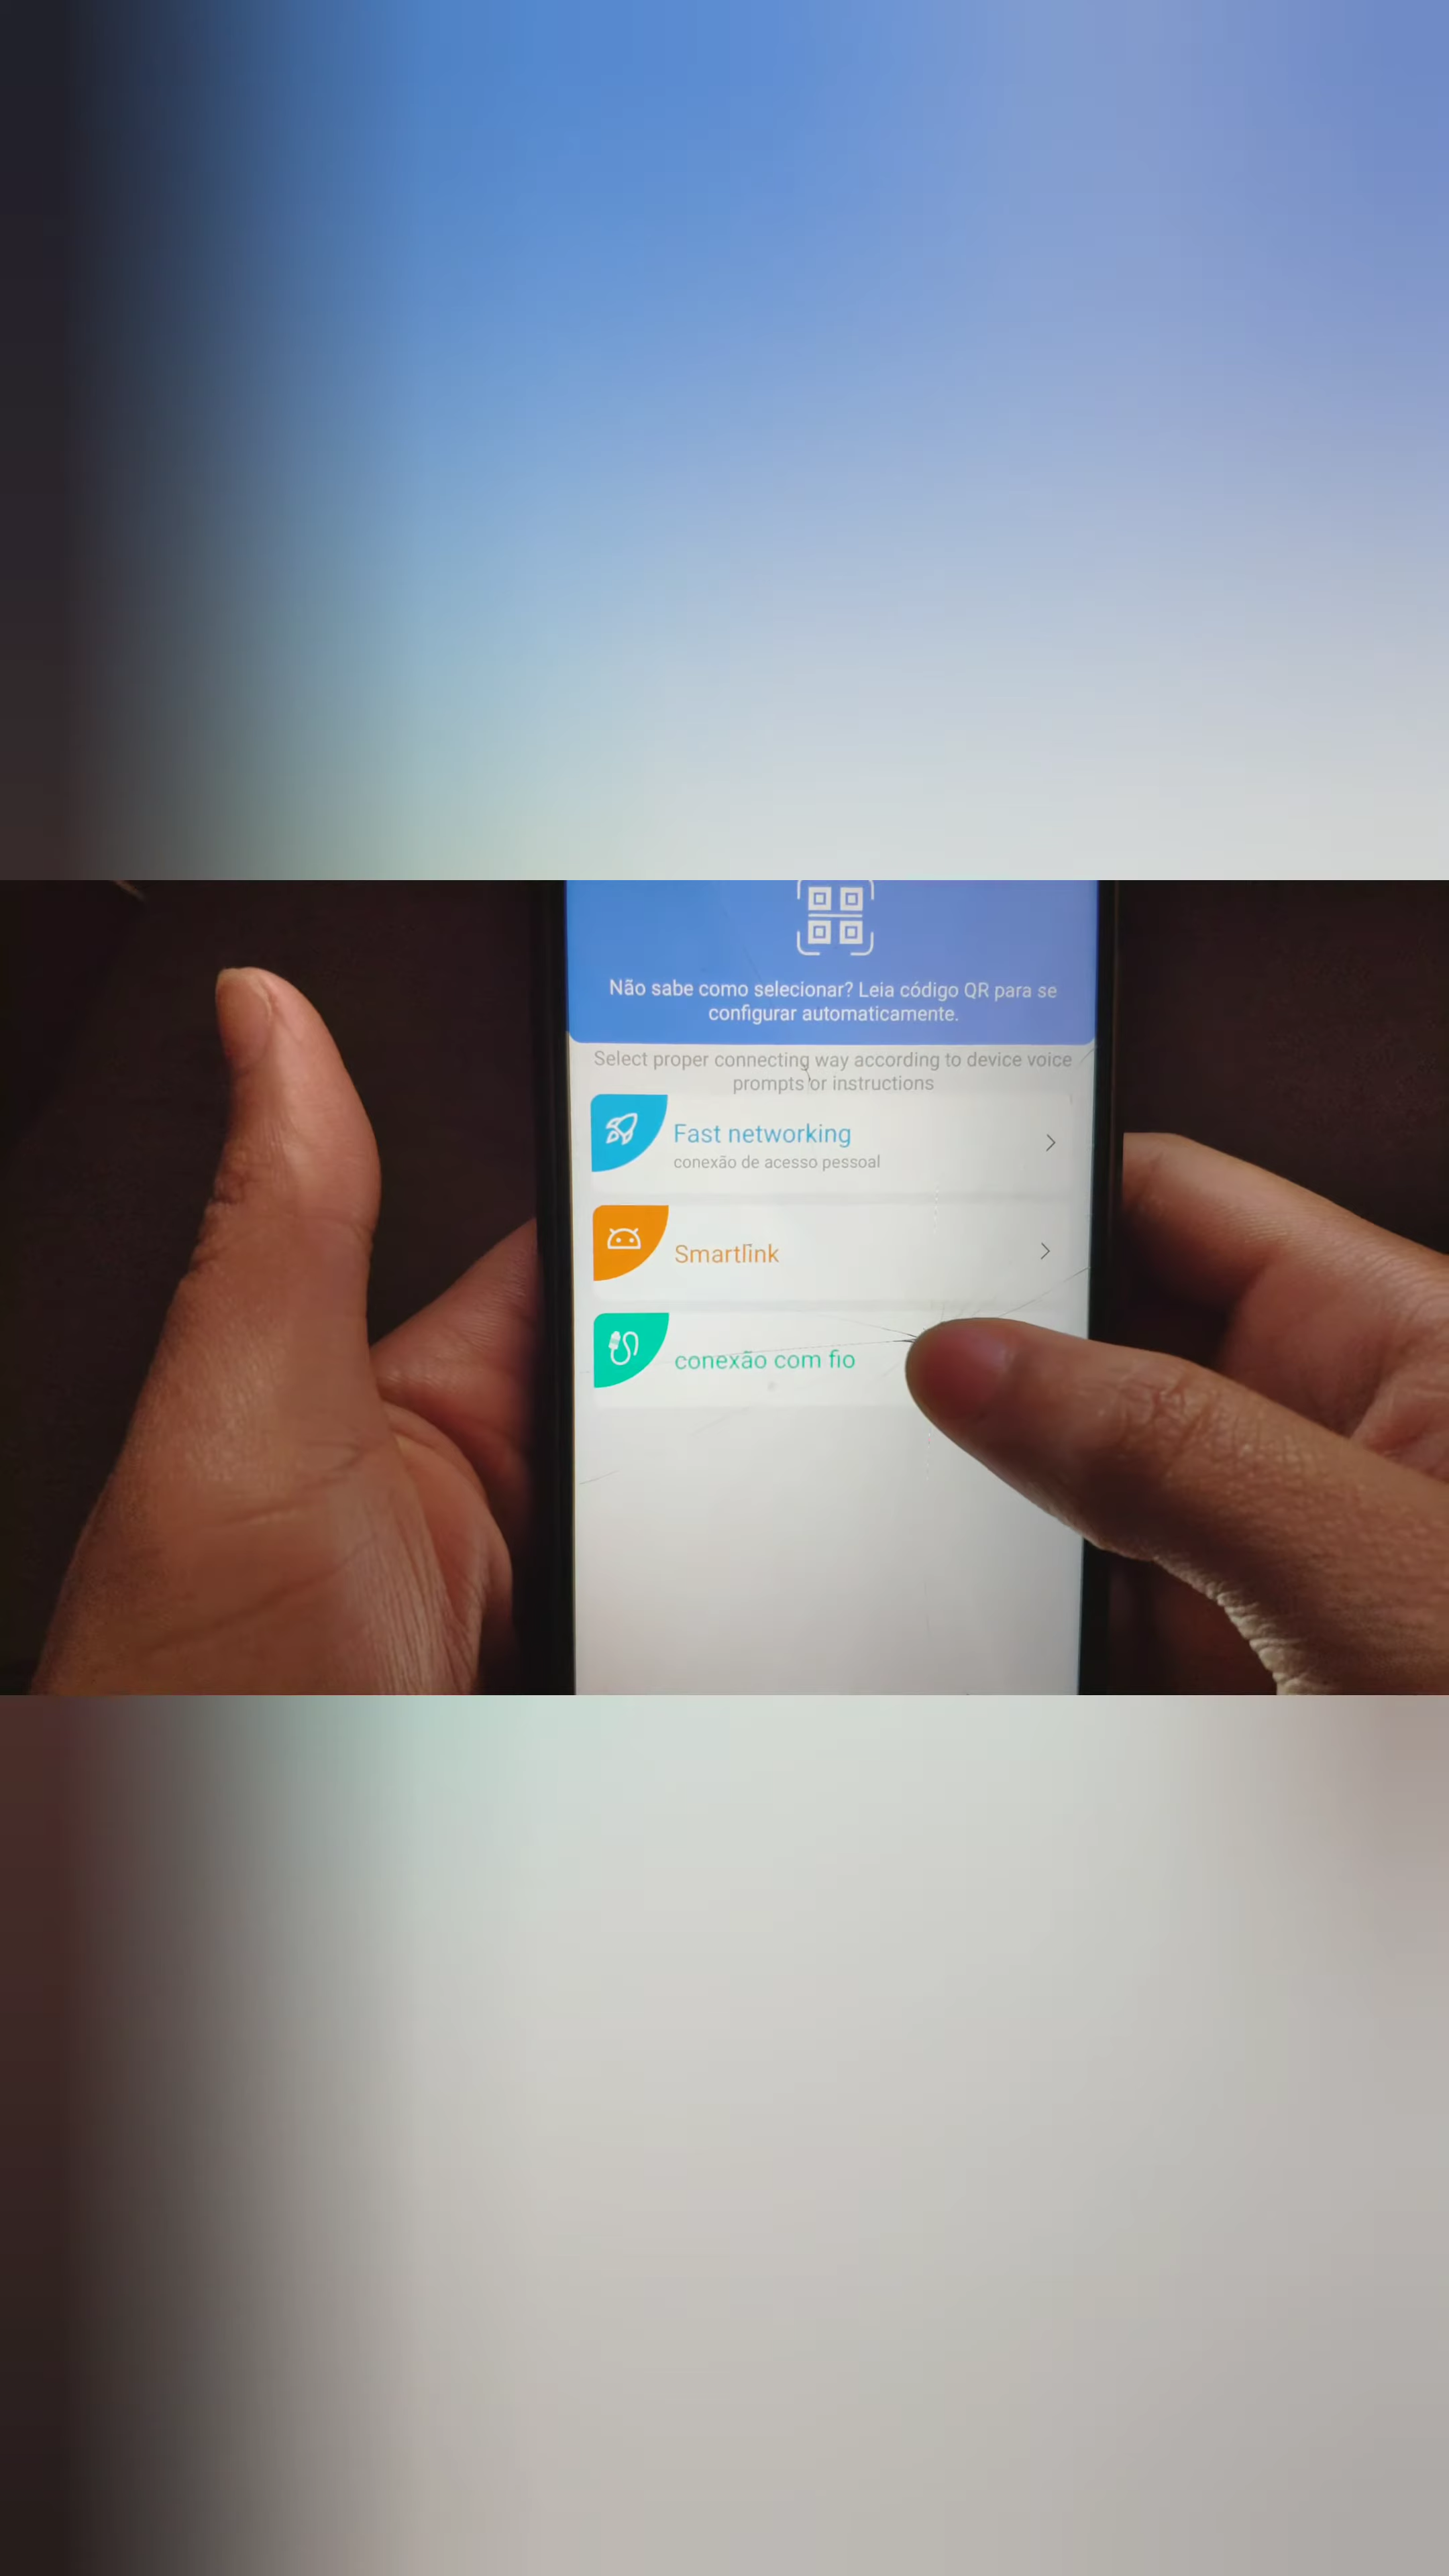 Não sabe como selecionar? Leia código QR para se
configurar automaticamente.
Select proper connecting way according to device voice
prompts or instructions
Fast networking
conexão de acesso pessoal
Smartlink
conexão com fio